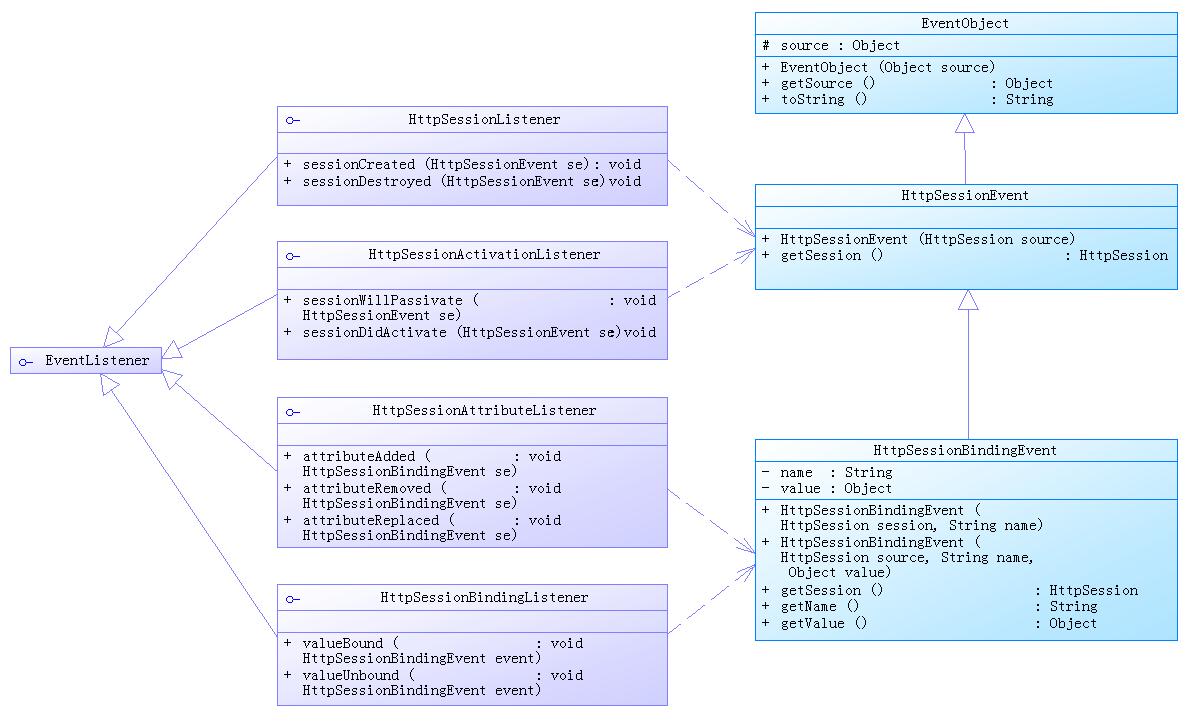 EventObject
# source : Object
+ EventObject (Object source)
+ getSource () : Object
+ toString () : String
HttpSessionListener
+ sessionCreated (HttpSessionEvent se) : void
+ sessionDestroyed (HttpSessionEvent se) : void
HttpSessionEvent
+ HttpSessionEvent (HttpSession source)
+ getSession () : HttpSession
HttpSessionActivationListener
+ sessionWillPassivate ( : void
HttpSessionEvent se)
+ sessionDidActivate (HttpSessionEvent se) : void
EventListener
HttpSessionAttributeListener
+ attributeAdded ( : void
HttpSessionBindingEvent se)
+ attributeRemoved ( : void
HttpSessionBindingEvent se)
+ attributeReplaced ( : void
HttpSessionBindingEvent se)
HttpSessionBindingEvent
- name : String
- value : Object
+ HttpSessionBindingEvent (
HttpSession session, String name)
+ HttpSessionBindingEvent (
HttpSession source, String name,
Object value)
+ getSession () : HttpSession
+ getName () : String
+ getValue () : Object
HttpSessionBindingListener
+ valueBound ( : void
HttpSessionBindingEvent event)
+ valueUnbound ( : void
HttpSessionBindingEvent event)